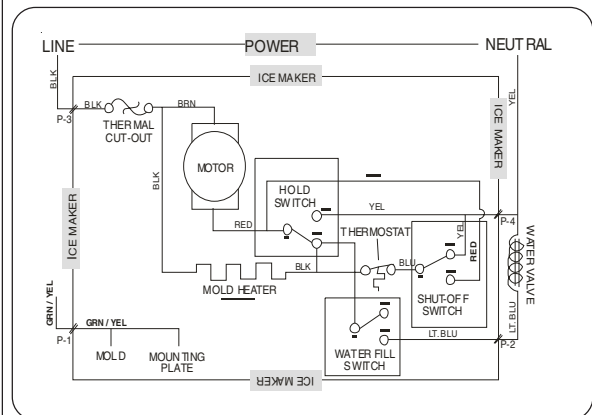 LINE POWER NEUTRAL
ICE MAKER
BLK
BLK
P-3
THERMAL
CUT-OUT
BRN
YEL
ICE MAKER
BLK
MOTOR
HOLD
SWITCH
RED
YEL
P-4
ICE MAKER
THERMOSTAT
YEL
RED
WATER VALVE
BLK
BLU
MOLD HEATER
SHUT-OFF
SWITCH
GRN / YEL
GRN / YEL
LT.BLU
LT.BLU
P-1
P-2
MOLD
MOUNTING
PLATE
WATER FILL
SWITCH
ICE MAKER